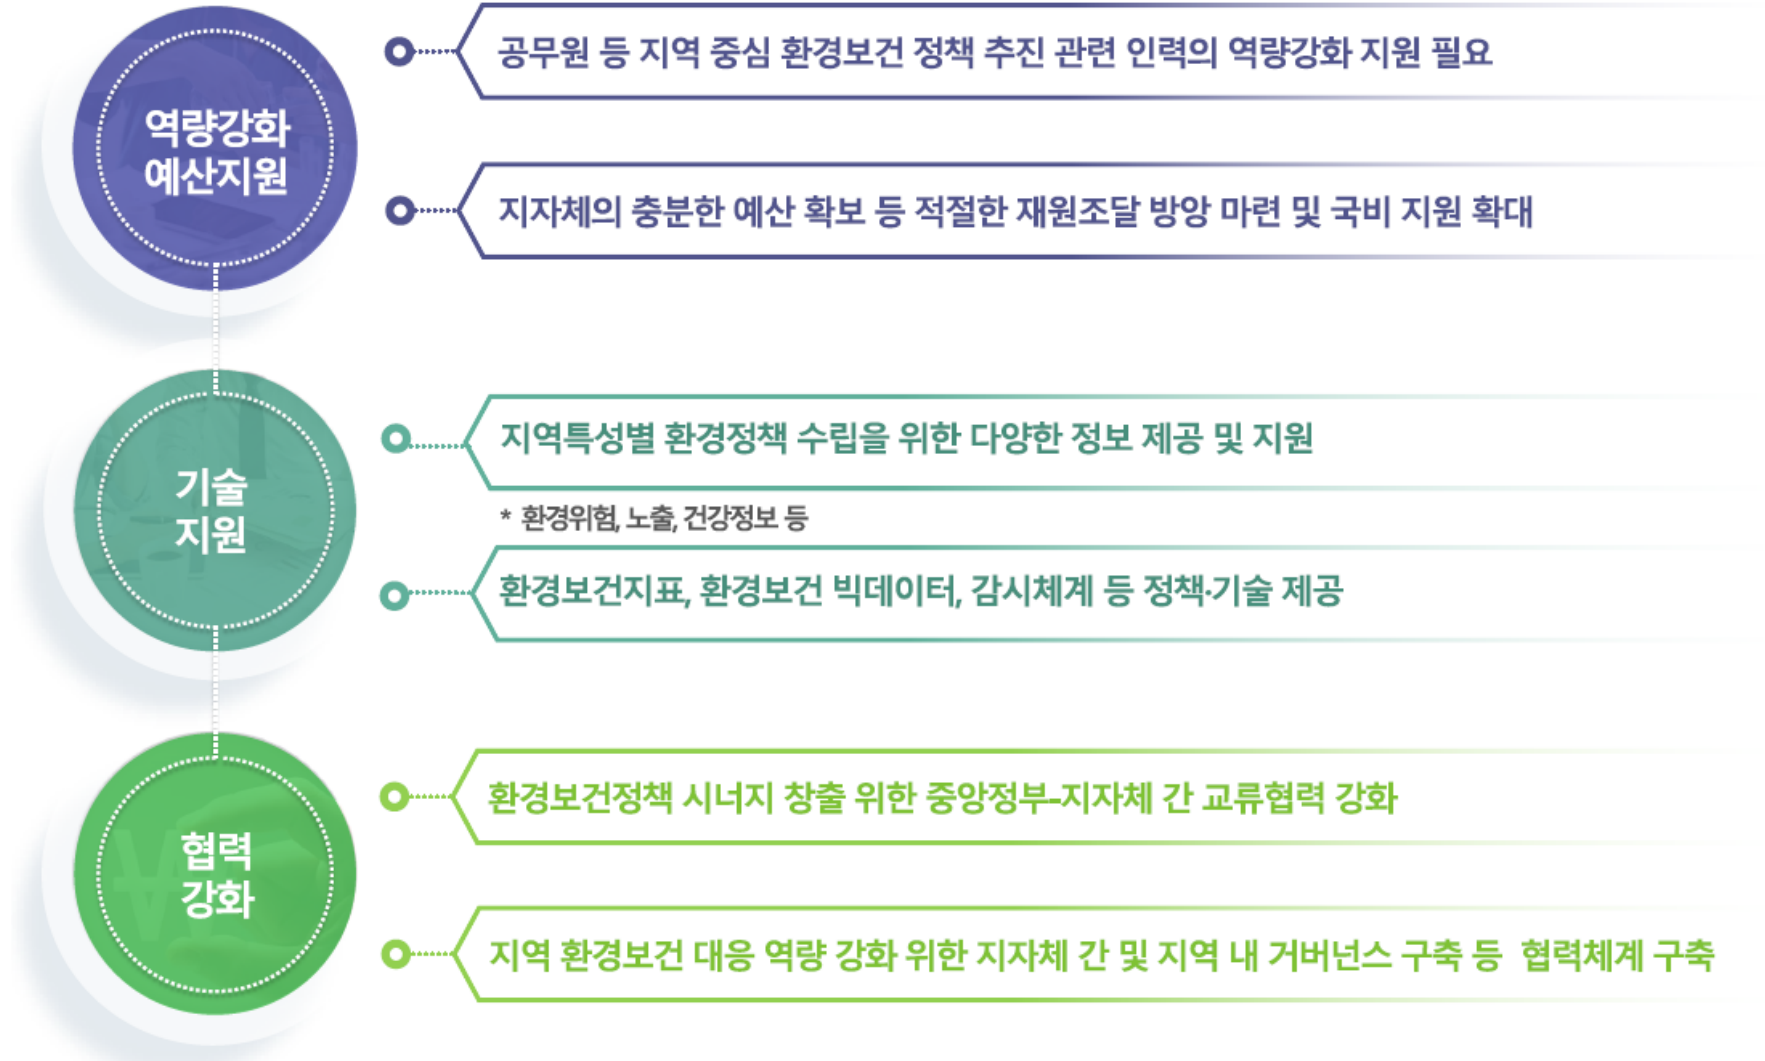 역량강화
예산지원
공무원 등 지역 중심 환경보건 정책 추진 관련 인력의 역량강화 지원 필요
지자체의 충분한 예산 확보 등 적절한 재원조달 방앙 마련 및 국비 지원 확대
기술
지원
지역특성별 환경정책 수립을 위한 다양한 정보 제공 및 지원
* 환경위험, 노출, 건강정보 등
환경보건지표, 환경보건 빅데이터, 감시체계 등 정책·기술 제공
협력
강화
환경보건정책 시너지 창출 위한 중앙정부-지자체 간 교류협력 강화
지역 환경보건 대응 역량 강화 위한 지자체 간 및 지역 내 거버넌스 구축 등 협력체계 구축